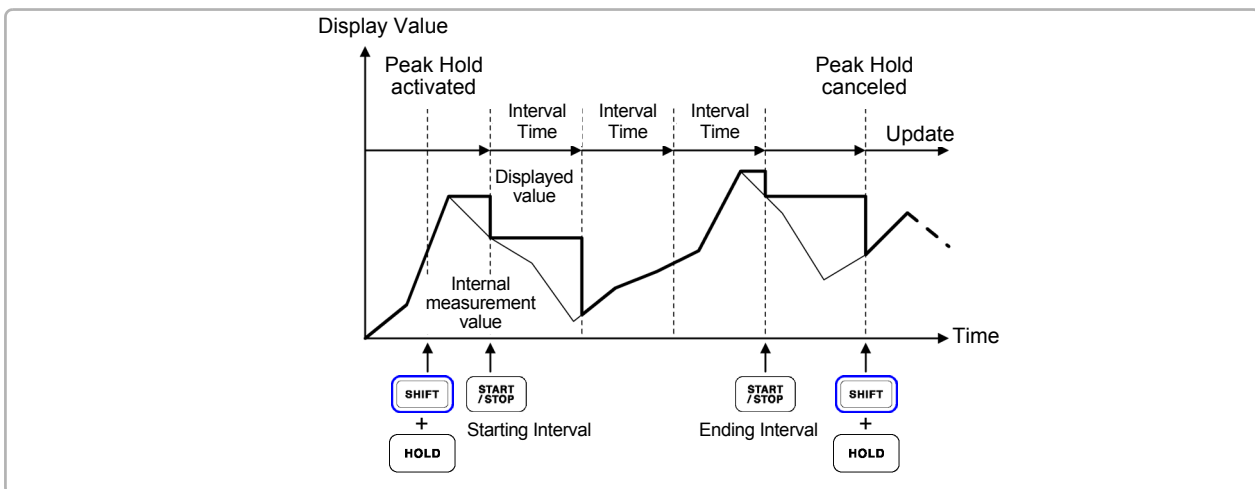 Display Value
Peak Hold
activated
Peak Hold
canceled
Interval
Time
Interval
Time
Interval
Time
Update
Displayed
value
Internal
measurement
value
Time
SHIFT
+
HOLD
START
/STOP
Starting Interval
START
/STOP
Ending Interval
SHIFT
+
HOLD